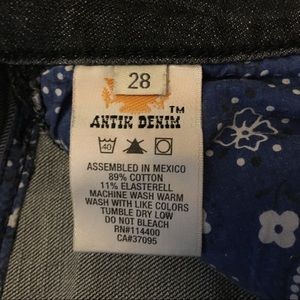 28
TM
ANTIK DENIM
40
ASSEMBLED IN MEXICO
89% COTTON
11% ELASTERELL
MACHINE WASH WARM
WASH WITH LIKE COLORS
TUMBLE DRY LOW
DO NOT BLEACH
RN#114400
CA#37095